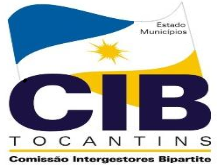 Estado
Municípios
CIB
TOCANTINS
Comissão Intergestores Bipartite